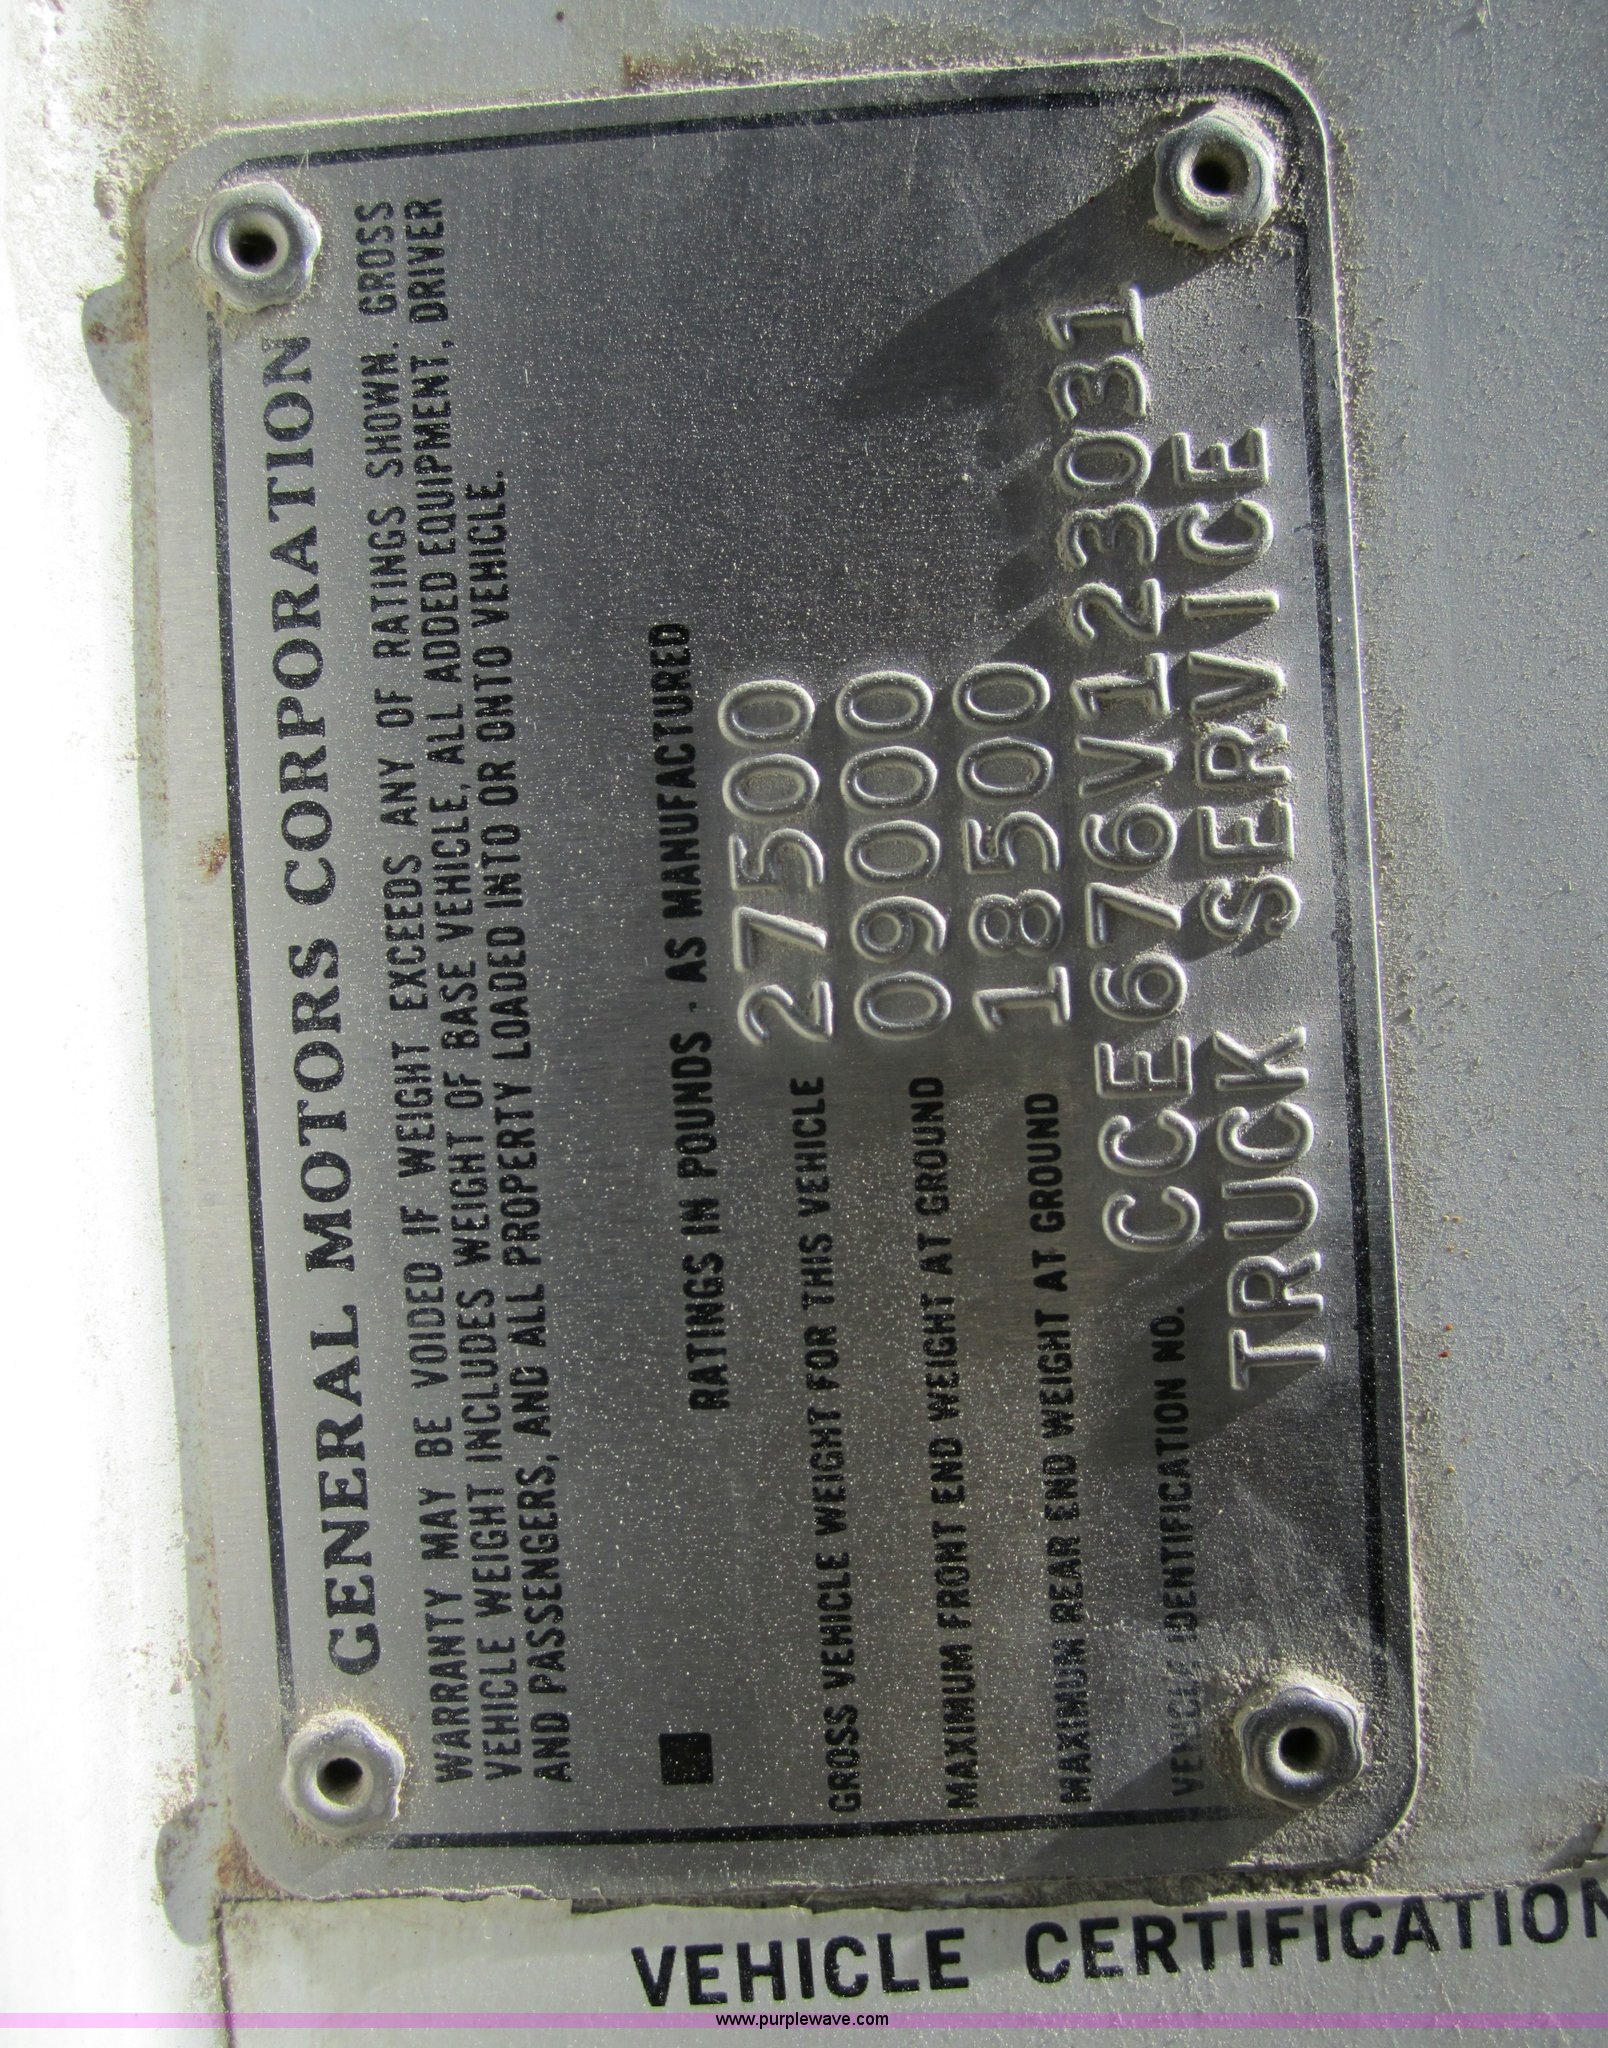 GENERAL MOTORS CORPORATION
WARRANTY MAY BE VOIDED IF WEIGHT EXCEEDS ANY OF RATINGS SHOWN. GROSS
VEHICLE WEIGHT INCLUDES WEIGHT OF BASE VEHICLE, ALL ADDED EQUIPMENT, DRIVER
AND PASSENGERS, AND ALL PROPERTY LOADED INTO OR ONTO VEHICLE.
RATINGS IN POUNDS - AS MANUFACTURED
GROSS VEHICLE WEIGHT FOR THIS VEHICLE 27500
MAXIMUM FRONT END WEIGHT AT GROUND 09000
MAXIMUM REAR END WEIGHT AT GROUND 18500
VEHICLE IDENTIFICATION NO. CCE676V123031
TRUCK SERVICE
VEHICLE CERTIFICATION
www.purplewave.com